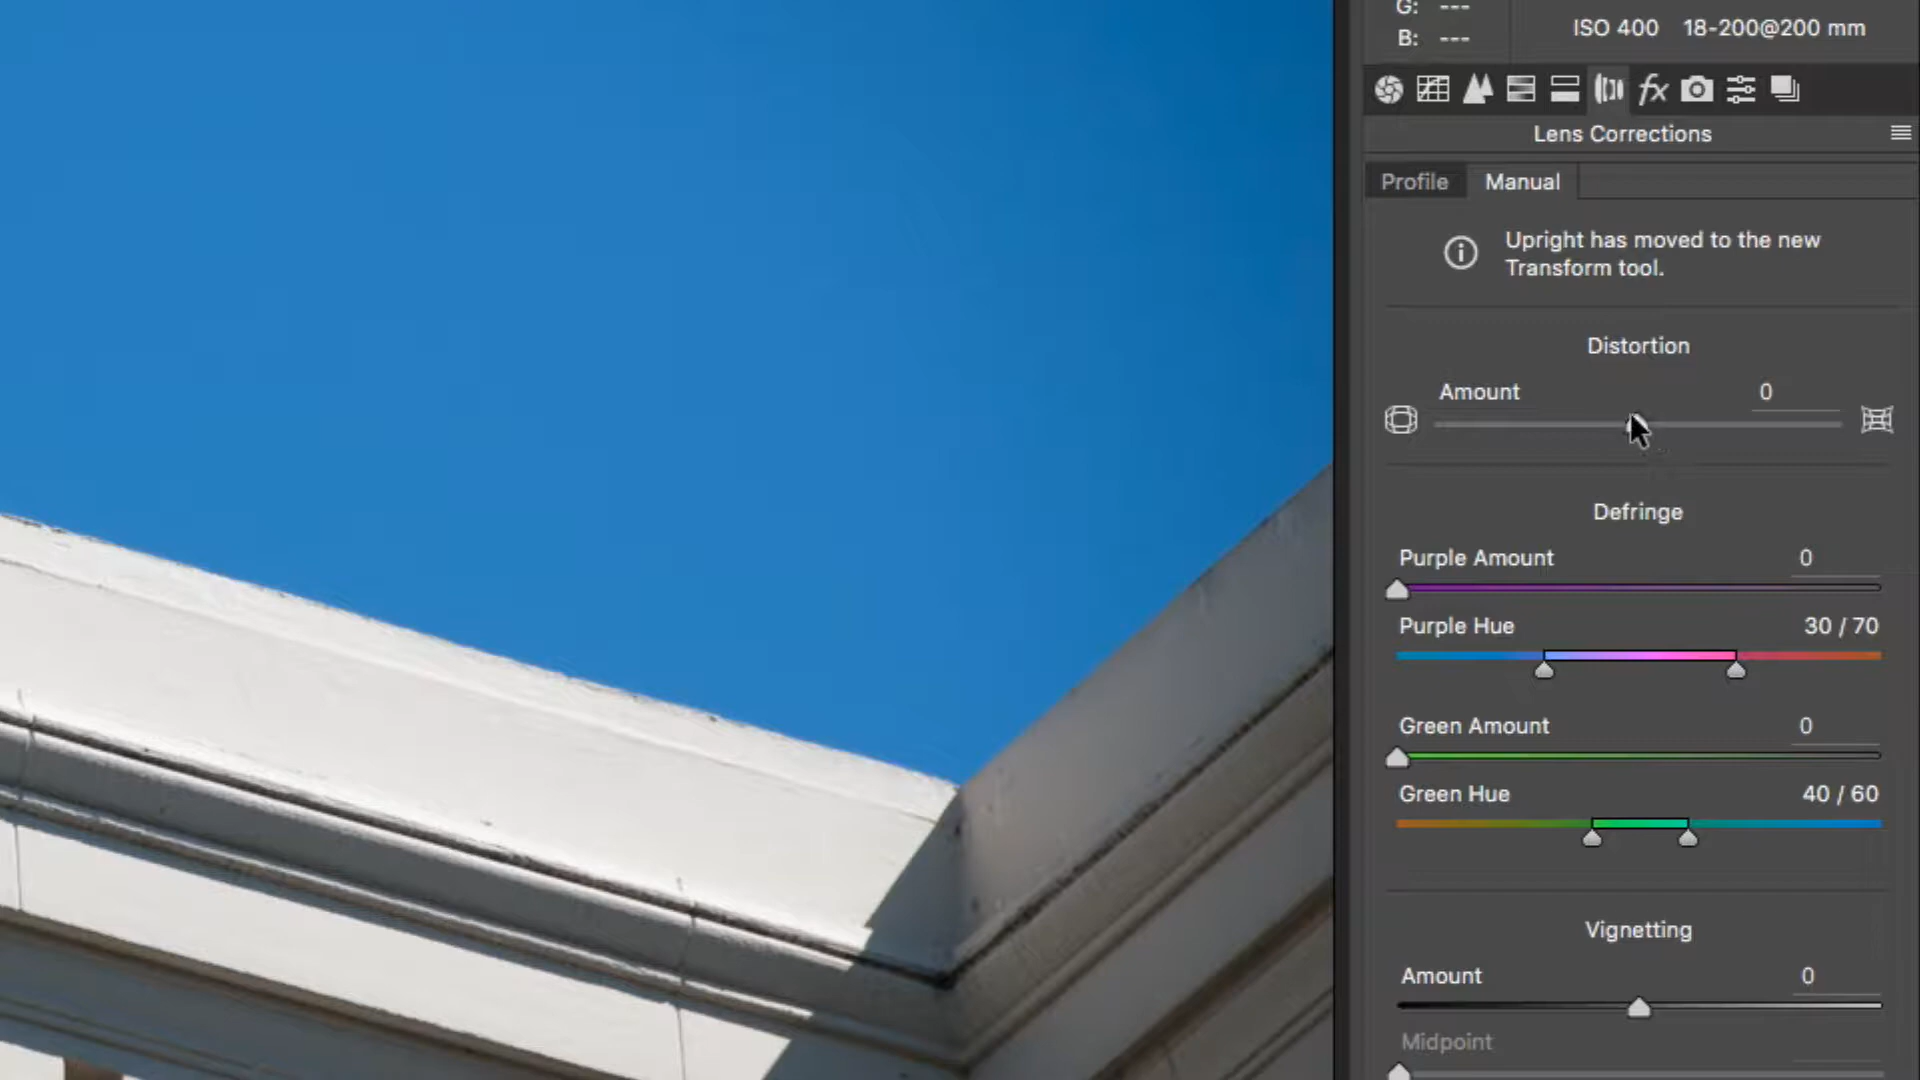 G: ---
B: ---
ISO 400 18-200@200 mm
fx
Lens Corrections
Profile Manual
Upright has moved to the new
Transform tool.
Distortion
Amount 0
Defringe
Purple Amount 0
Purple Hue 30 / 70
Green Amount 0
Green Hue 40 / 60
Vignetting
Amount 0
Midpoint